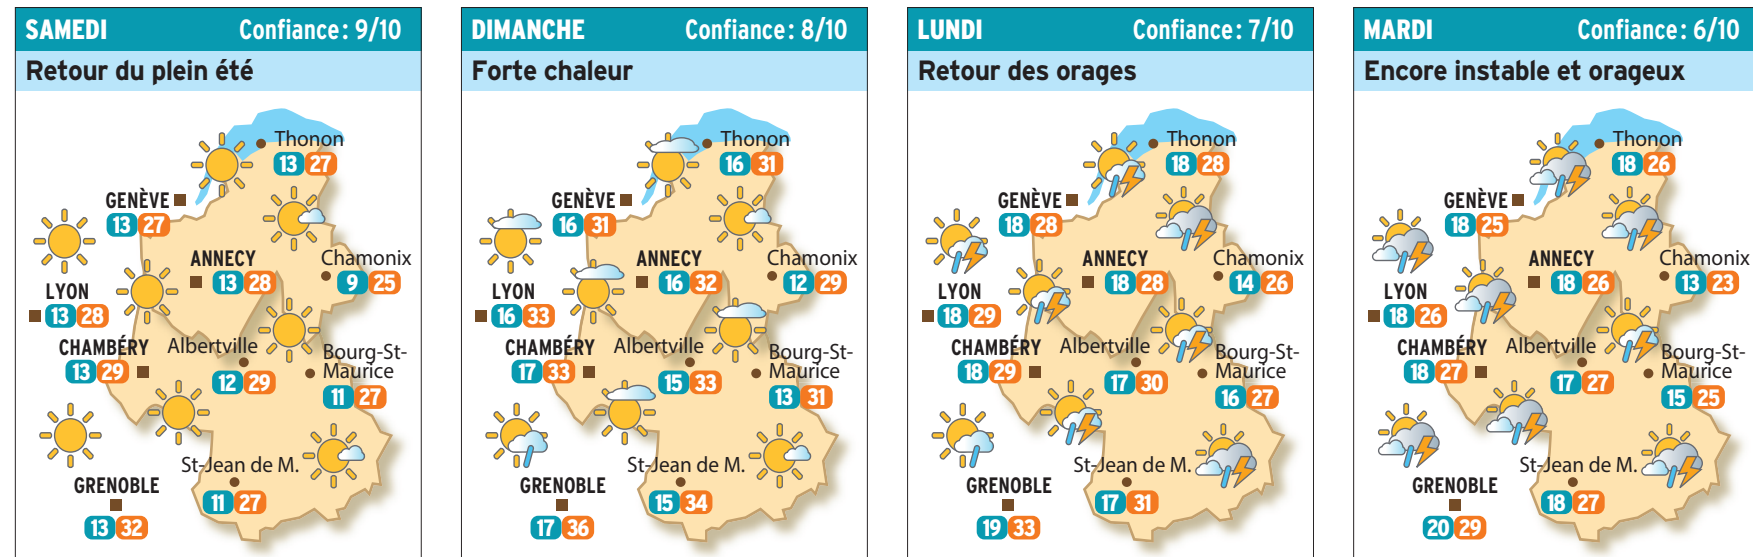 SAMEDI Confiance : 9/10
Retour du plein été
Thonon
13 27
GENÈVE
13 27
ANNECY
13 28
Chamonix
9 25
LYON
13 28
CHAMBÉRY
13 29
Albertville
12 29
Bourg-St-
Maurice
11 27
St-Jean de M.
11 27
GRENOBLE
13 32
DIMANCHE Confiance : 8/10
Forte chaleur
Thonon
16 31
GENÈVE
16 31
ANNECY
16 32
Chamonix
12 29
LYON
16 33
CHAMBÉRY
17 33
Albertville
15 33
Bourg-St-
Maurice
13 31
St-Jean de M.
15 34
GRENOBLE
17 36
LUNDI Confiance : 7/10
Retour des orages
Thonon
18 28
GENÈVE
18 28
ANNECY
18 28
Chamonix
14 26
LYON
18 29
CHAMBÉRY
18 29
Albertville
17 30
Bourg-St-
Maurice
16 27
St-Jean de M.
17 31
GRENOBLE
19 33
MARDI Confiance : 6/10
Encore instable et orageux
Thonon
18 26
GENÈVE
18 25
ANNECY
18 26
Chamonix
13 23
LYON
18 26
CHAMBÉRY
18 27
Albertville
17 27
Bourg-St-
Maurice
15 25
St-Jean de M.
18 27
GRENOBLE
20 29